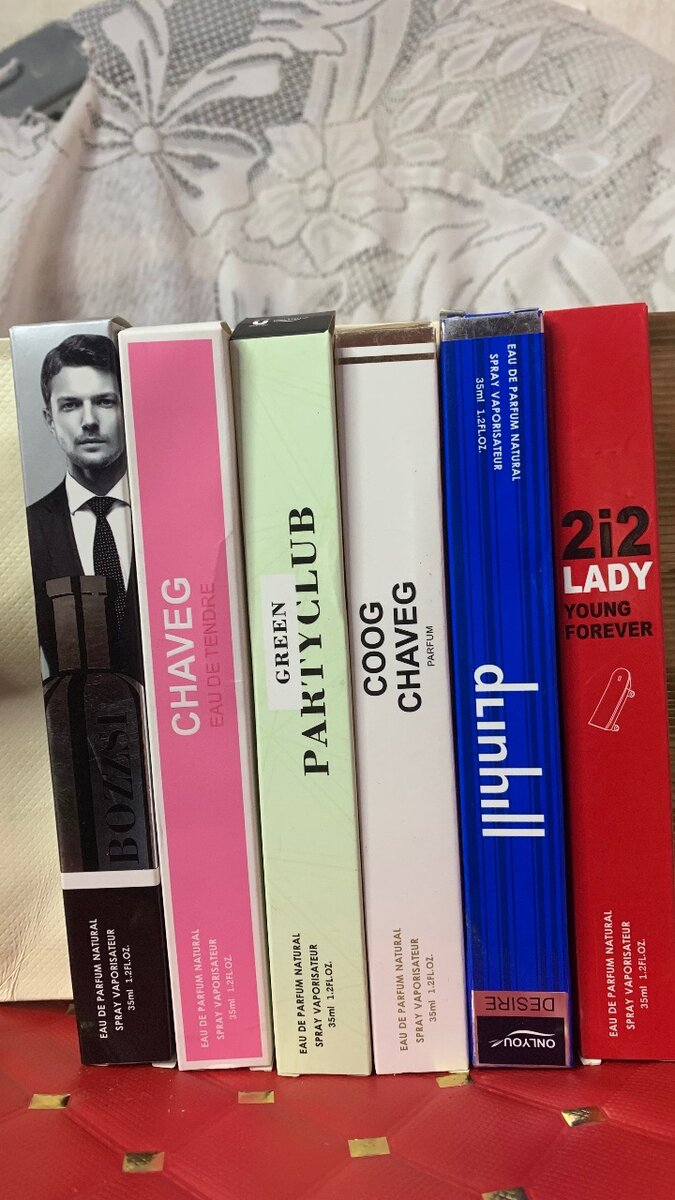 BOZZSI
EAU DE PARFUM NATURAL
SPRAY VAPORISATEUR
35ml 1.2FL.OZ.
CHAVEG
EAU DE TENDRE
EAU DE PARFUM NATURAL
SPRAY VAPORISATEUR
35ml 1.2FL.OZ.
GREEN
PARTYCLUB
EAU DE PARFUM NATURAL
SPRAY VAPORISATEUR
35ml 1.2FL.OZ.
COOG
CHAVEG
PARFUM
EAU DE PARFUM NATURAL
SPRAY VAPORISATEUR
35ml 1.2FL.OZ.
EAU DE PARFUM NATURAL
SPRAY VAPORISATEUR
35ml 1.2FL.OZ.
dunhill
DESIRE
ONLYOU
2i2
LADY
YOUNG
FOREVER
EAU DE PARFUM NATURAL
SPRAY VAPORISATEUR
35ml 1.2FL.OZ.